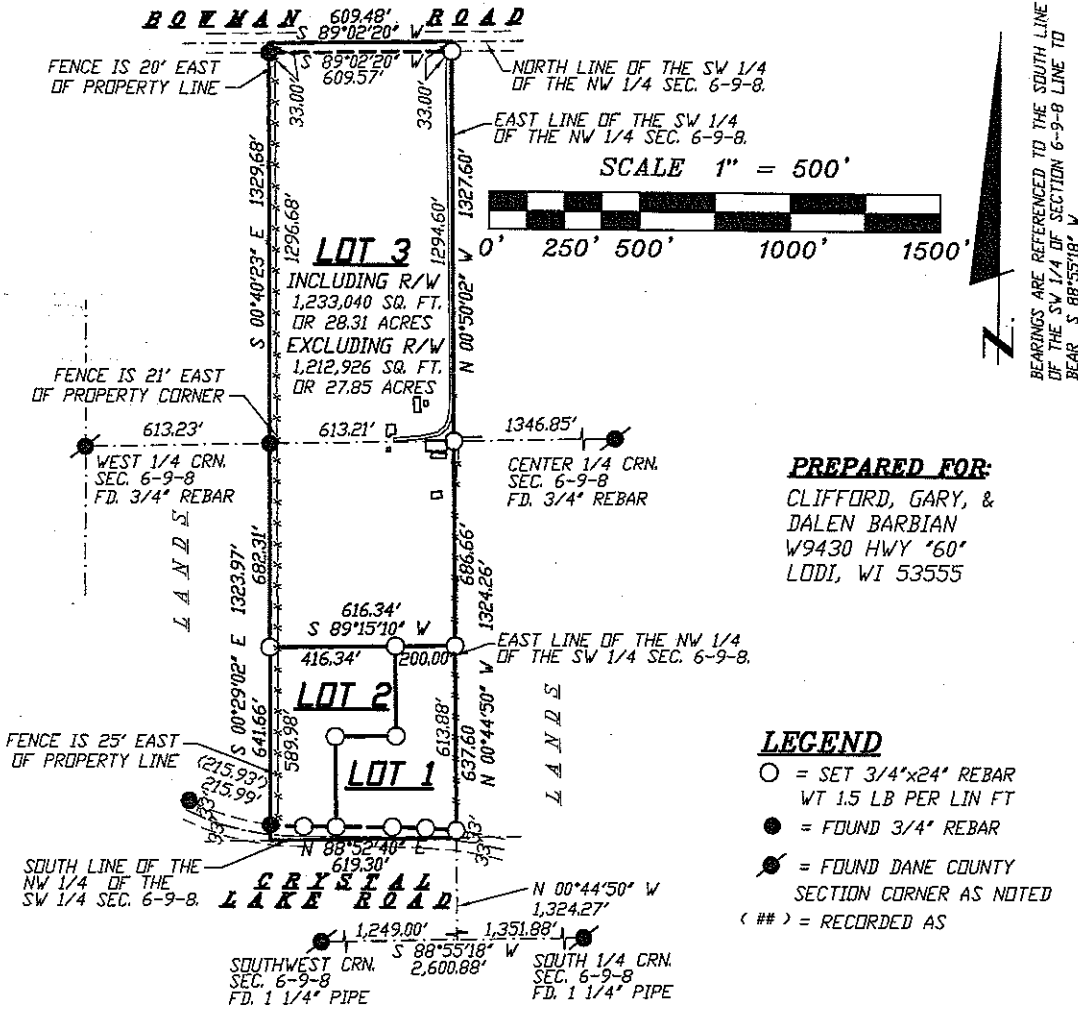 BOWMAN ROAD
609.48'
S 89°02'20" W
S 89°02'20" W
609.57'
FENCE IS 20' EAST
OF PROPERTY LINE
33.00'
33.00'
NORTH LINE OF THE SW 1/4
OF THE NW 1/4 SEC. 6-9-8.
EAST LINE OF THE SW 1/4
OF THE NW 1/4 SEC. 6-9-8.
SCALE 1" = 500'
0' 250' 500' 1000' 1500'
BEARINGS ARE REFERENCED TO THE SOUTH LINE
OF THE SW 1/4 OF SECTION 6-9-8 LINE TO
BEAR S 88°55'18" W
N.
S 00°40'23" E 1329.68'
1296.68'
1294.60'
N 00°50'02" W 1327.60'
LOT 3
INCLUDING R/W
1,233,040 SQ. FT.
OR 28.31 ACRES
EXCLUDING R/W
1,212,926 SQ. FT.
OR 27.85 ACRES
FENCE IS 21' EAST
OF PROPERTY CORNER
613.23'
613.21'
1346.85'
WEST 1/4 CRN.
SEC. 6-9-8
FD. 3/4" REBAR
CENTER 1/4 CRN.
SEC. 6-9-8
FD. 3/4" REBAR
PREPARED FOR:
CLIFFORD, GARY, &
DALEN BARBIAN
W9430 HWY "60"
LODI, WI 53555
LANDS
S 00°29'02" E 1323.97'
682.31'
641.66'
589.98'
686.66'
1324.26'
N 00°44'50" W
637.60
613.88'
616.34'
S 89°15'10" W
416.34'
200.00'
EAST LINE OF THE NW 1/4
OF THE SW 1/4 SEC. 6-9-8.
LOT 2
LOT 1
LANDS
FENCE IS 25' EAST
OF PROPERTY LINE
(215.93')
215.99'
33'
33'
33'
33'
N 88°52'40" E
619.30'
SOUTH LINE OF THE
NW 1/4 OF THE
SW 1/4 SEC. 6-9-8.
CRYSTAL
LAKE ROAD
N 00°44'50" W
1,324.27'
1,249.00'
1,351.88'
S 88°55'18" W
2,600.88'
SOUTHWEST CRN.
SEC. 6-9-8
FD. 1 1/4" PIPE
SOUTH 1/4 CRN.
SEC. 6-9-8
FD. 1 1/4" PIPE
LEGEND
= SET 3/4"x24" REBAR
WT 1.5 LB PER LIN FT
= FOUND 3/4" REBAR
= FOUND DANE COUNTY
SECTION CORNER AS NOTED
( ## ) = RECORDED AS